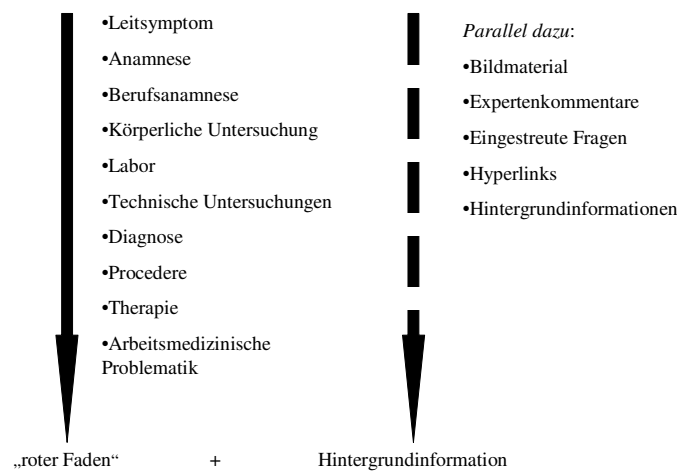 •Leitsymptom
•Anamnese
•Berufsanamnese
•Körperliche Untersuchung
•Labor
•Technische Untersuchungen
•Diagnose
•Procedere
•Therapie
•Arbeitsmedizinische
Problematik
Parallel dazu:
•Bildmaterial
•Expertenkommentare
•Eingestreute Fragen
•Hyperlinks
•Hintergrundinformationen
„roter Faden“ + Hintergrundinformation